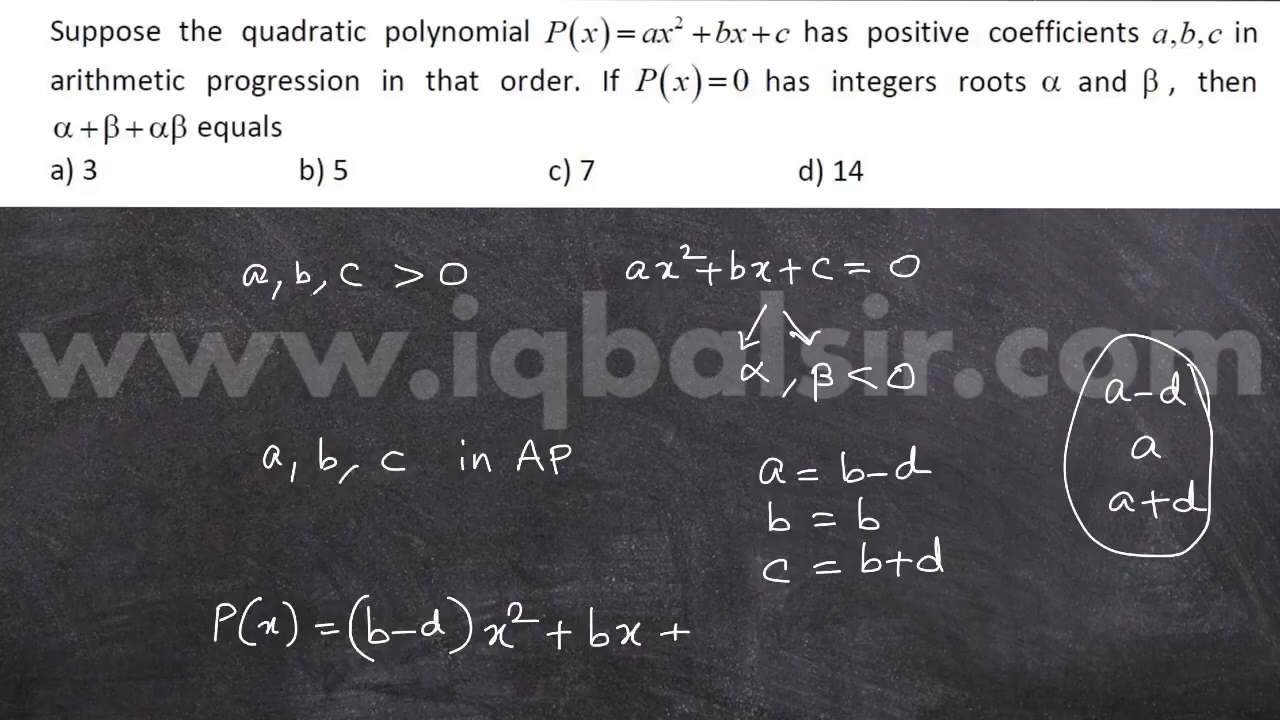 Suppose the quadratic polynomial P(x)=ax²+bx+c has positive coefficients a,b,c in
arithmetic progression in that order. If P(x)=0 has integers roots α and β, then
α+β+αβ equals
a) 3 b) 5 c) 7 d) 14
a, b, c > 0 ax²+bx+c = 0
www.iqbalsir.com
α, β < 0
a-d
a
a+d
a, b, c in AP
a = b-d
b = b
c = b+d
P(x) = (b-d)x² + bx +